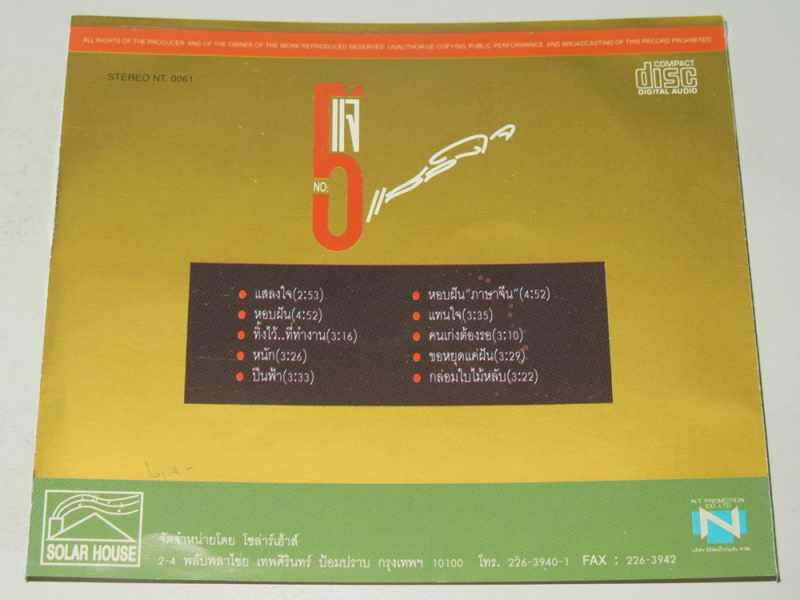 ALL RIGHTS OF THE PRODUCER AND OF THE OWNER OF THE WORK REPRODUCED RESERVED. UNAUTHORISE COPYING, PUBLIC PERFORMANCE AND BROADCASTING OF THIS RECORD PROHIBITED.
STEREO NT. 0061
COMPACT
disc
DIGITAL AUDIO
แจ้
NO. 5
แสลงใจ
แสลงใจ(2:53)
หอบฝัน(4:52)
ทิ้งไว้..ที่ทำงาน(3:16)
หนัก(3:26)
ปืนฟ้า(3:33)
หอบฝัน"ภาษาจีน"(4:52)
แทนใจ(3:35)
คนเก่งต้องรอ(3:10)
ขอหยุดแค่ฝัน(3:29)
กล่อมใบไม้หลับ(3:22)
SOLAR HOUSE
จัดจำหน่ายโดย โซล่าร์เฮ้าส์
2-4 พลับพลาไชย เทพศิรินทร์ ป้อมปราบ กรุงเทพฯ 10100 โทร. 226-3940-1 FAX : 226-3942
N.T. PROMOTION
CO.,LTD
N